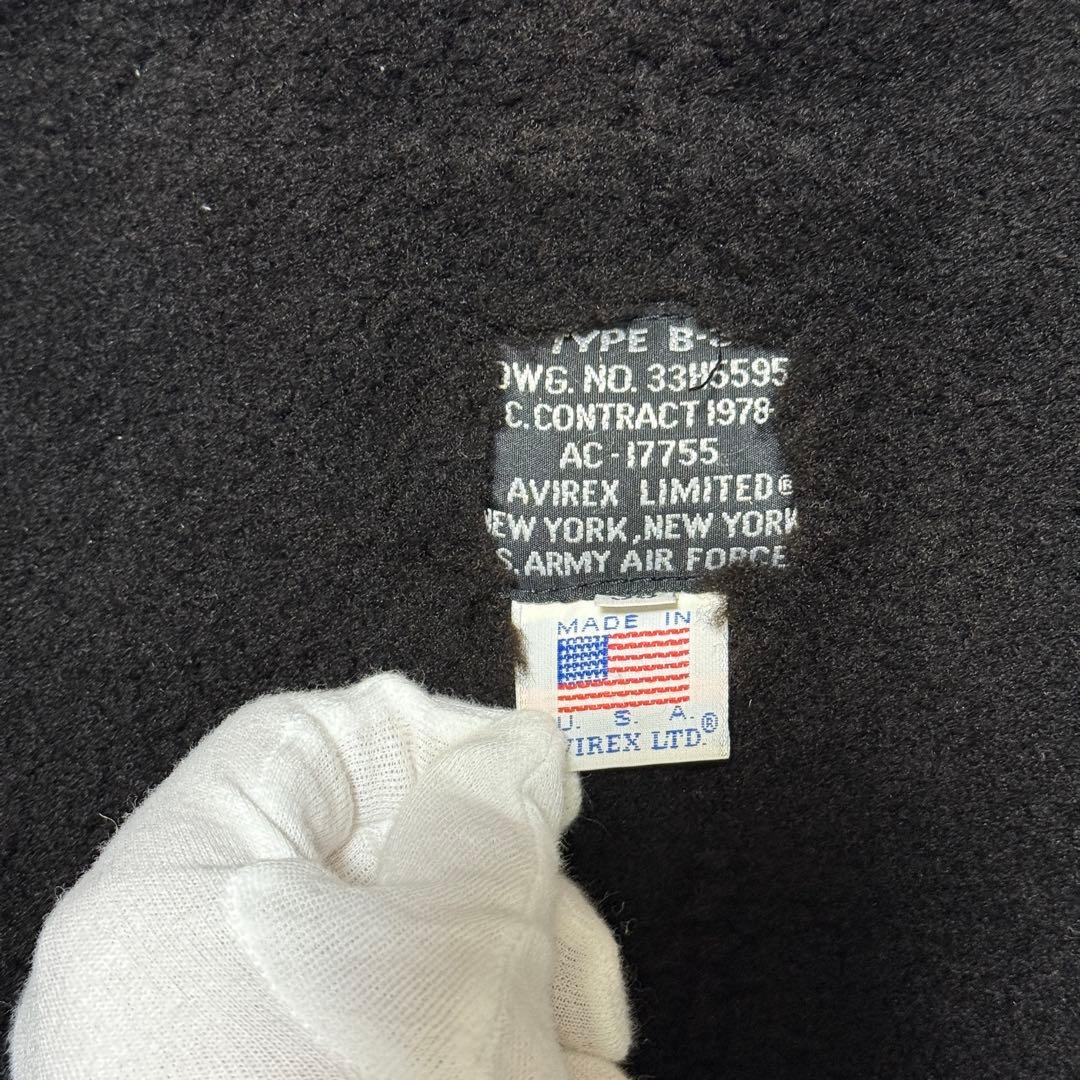 TYPE B-
DWG. NO. 33H5595
C. CONTRACT 1978-
AC-17755
AVIREX LIMITED®
NEW YORK, NEW YORK
S. ARMY AIR FORCE
MADE IN
U. S. A.
VIREX LTD.®